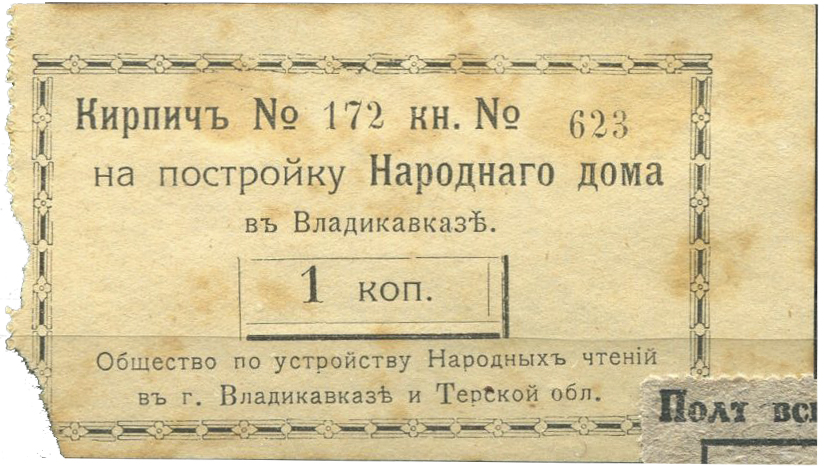 Кирпичъ № 172 кн. № 623
на постройку Народнаго дома
въ Владикавказѣ.
1 коп.
Общество по устройству Народныхъ чтеній
въ г. Владикавказѣ и Терской обл.
Полт